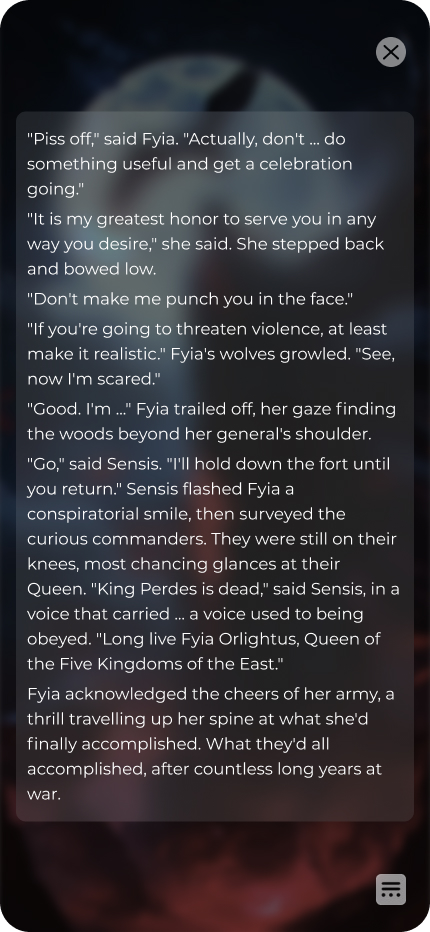 "Piss off," said Fyia. "Actually, don't ... do
something useful and get a celebration
going."
"It is my greatest honor to serve you in any
way you desire," she said. She stepped back
and bowed low.
"Don't make me punch you in the face."
"If you're going to threaten violence, at least
make it realistic." Fyia's wolves growled. "See,
now I'm scared."
"Good. I'm ..." Fyia trailed off, her gaze finding
the woods beyond her general's shoulder.
"Go," said Sensis. "I'll hold down the fort until
you return." Sensis flashed Fyia a
conspiratorial smile, then surveyed the
curious commanders. They were still on their
knees, most chancing glances at their
Queen. "King Perdes is dead," said Sensis, in a
voice that carried ... a voice used to being
obeyed. "Long live Fyia Orlightus, Queen of
the Five Kingdoms of the East."
Fyia acknowledged the cheers of her army, a
thrill travelling up her spine at what she'd
finally accomplished. What they'd all
accomplished, after countless long years at
war.